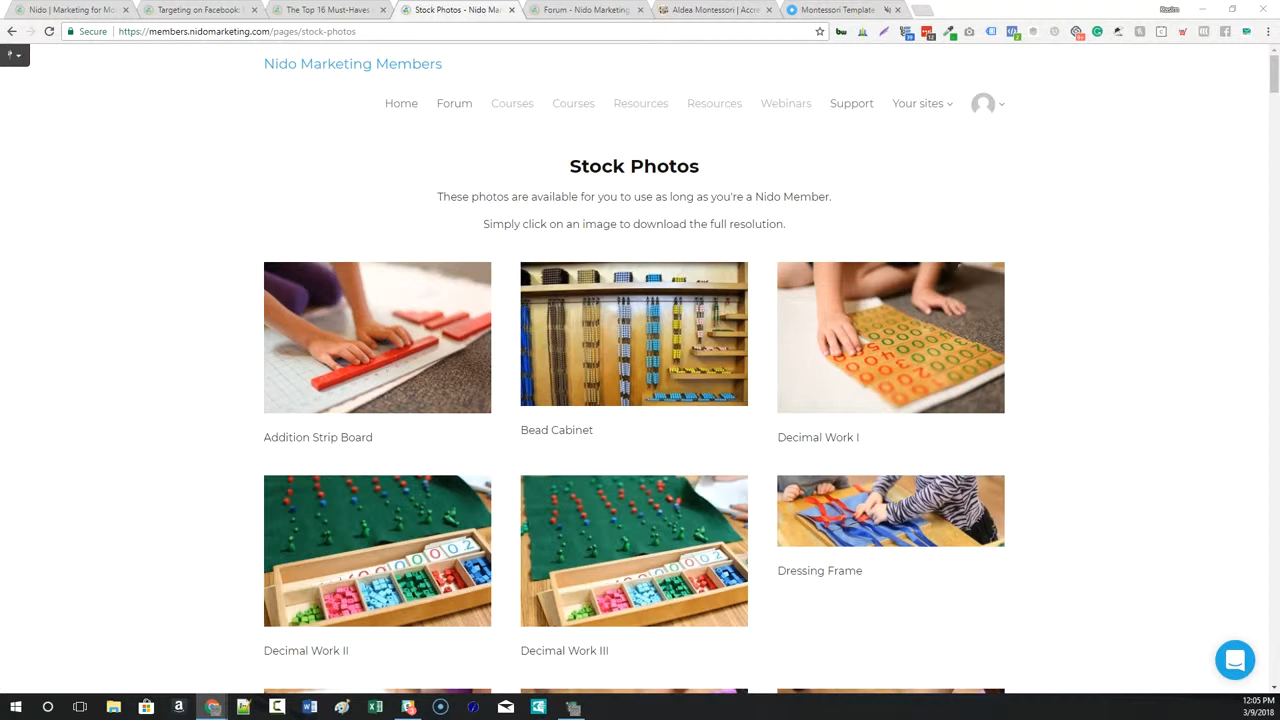 Nido | Marketing for Mo
Targeting on Facebook:
The Top 16 Must-Haves
Stock Photos - Nido Ma
Forum - Nido Marketing
Aldea Montessori | Accre
Montessori Template
Secure
https://members.nidomarketing.com/pages/stock-photos
Nido Marketing Members
Home Forum Courses Courses Resources Resources Webinars Support Your sites
Stock Photos
These photos are available for you to use as long as you're a Nido Member.
Simply click on an image to download the full resolution.
Addition Strip Board
Bead Cabinet
Decimal Work I
Decimal Work II
Decimal Work III
Dressing Frame
12:05 PM
3/9/2018